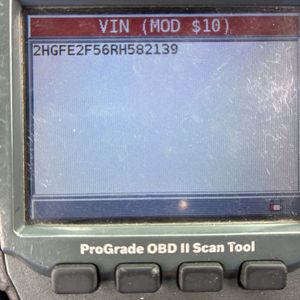 VIN (MOD $10)
2HGFE2F56RH582139
ProGrade OBD II Scan Tool